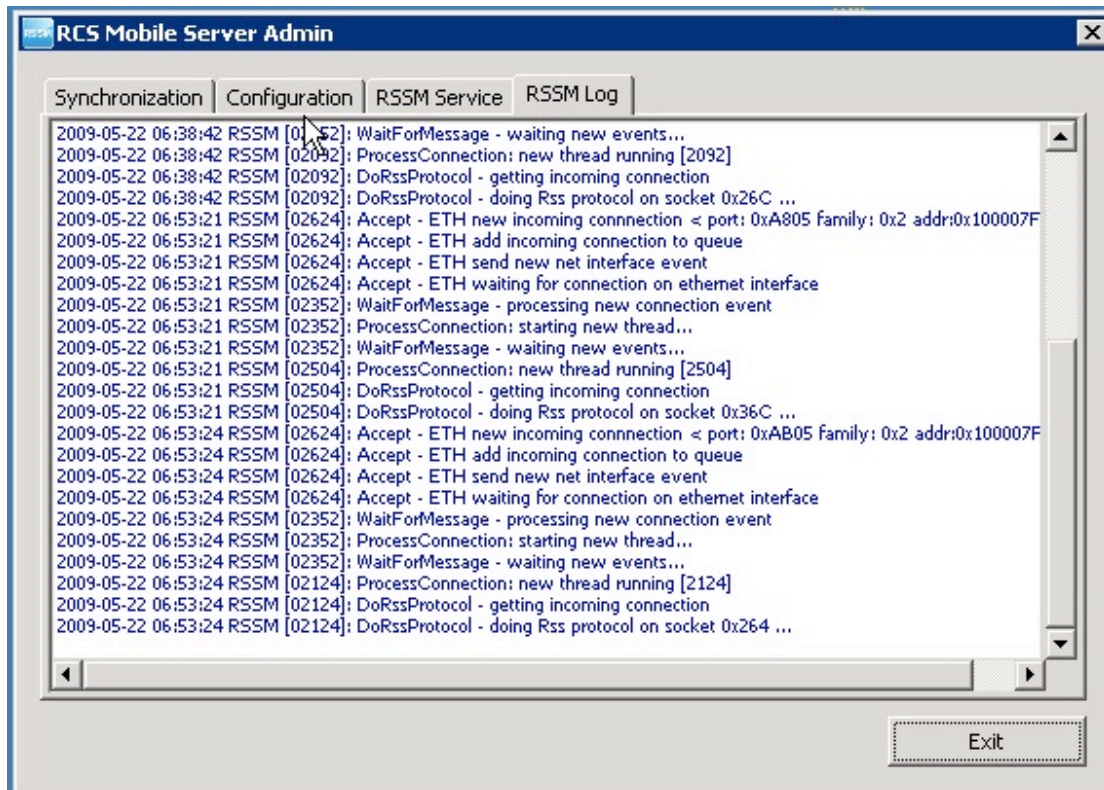 RSSM RCS Mobile Server Admin
Synchronization Configuration RSSM Service RSSM Log
2009-05-22 06:38:42 RSSM [02352]: WaitForMessage - waiting new events...
2009-05-22 06:38:42 RSSM [02092]: ProcessConnection: new thread running [2092]
2009-05-22 06:38:42 RSSM [02092]: DoRssProtocol - getting incoming connection
2009-05-22 06:38:42 RSSM [02092]: DoRssProtocol - doing Rss protocol on socket 0x26C ...
2009-05-22 06:53:21 RSSM [02624]: Accept - ETH new incoming connnection < port: 0xA805 family: 0x2 addr:0x100007F
2009-05-22 06:53:21 RSSM [02624]: Accept - ETH add incoming connection to queue
2009-05-22 06:53:21 RSSM [02624]: Accept - ETH send new net interface event
2009-05-22 06:53:21 RSSM [02624]: Accept - ETH waiting for connection on ethernet interface
2009-05-22 06:53:21 RSSM [02352]: WaitForMessage - processing new connection event
2009-05-22 06:53:21 RSSM [02352]: ProcessConnection: starting new thread...
2009-05-22 06:53:21 RSSM [02352]: WaitForMessage - waiting new events...
2009-05-22 06:53:21 RSSM [02504]: ProcessConnection: new thread running [2504]
2009-05-22 06:53:21 RSSM [02504]: DoRssProtocol - getting incoming connection
2009-05-22 06:53:21 RSSM [02504]: DoRssProtocol - doing Rss protocol on socket 0x36C ...
2009-05-22 06:53:24 RSSM [02624]: Accept - ETH new incoming connnection < port: 0xAB05 family: 0x2 addr:0x100007F
2009-05-22 06:53:24 RSSM [02624]: Accept - ETH add incoming connection to queue
2009-05-22 06:53:24 RSSM [02624]: Accept - ETH send new net interface event
2009-05-22 06:53:24 RSSM [02624]: Accept - ETH waiting for connection on ethernet interface
2009-05-22 06:53:24 RSSM [02352]: WaitForMessage - processing new connection event
2009-05-22 06:53:24 RSSM [02352]: ProcessConnection: starting new thread...
2009-05-22 06:53:24 RSSM [02352]: WaitForMessage - waiting new events...
2009-05-22 06:53:24 RSSM [02124]: ProcessConnection: new thread running [2124]
2009-05-22 06:53:24 RSSM [02124]: DoRssProtocol - getting incoming connection
2009-05-22 06:53:24 RSSM [02124]: DoRssProtocol - doing Rss protocol on socket 0x264 ...
Exit